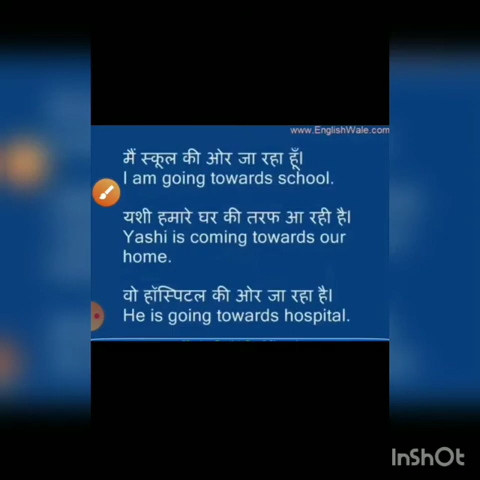 www.EnglishWale.com
मैं स्कूल की ओर जा रहा हूँ।
I am going towards school.
यशी हमारे घर की तरफ आ रही है।
Yashi is coming towards our
home.
वो हॉस्पिटल की ओर जा रहा है।
He is going towards hospital.
InShOt